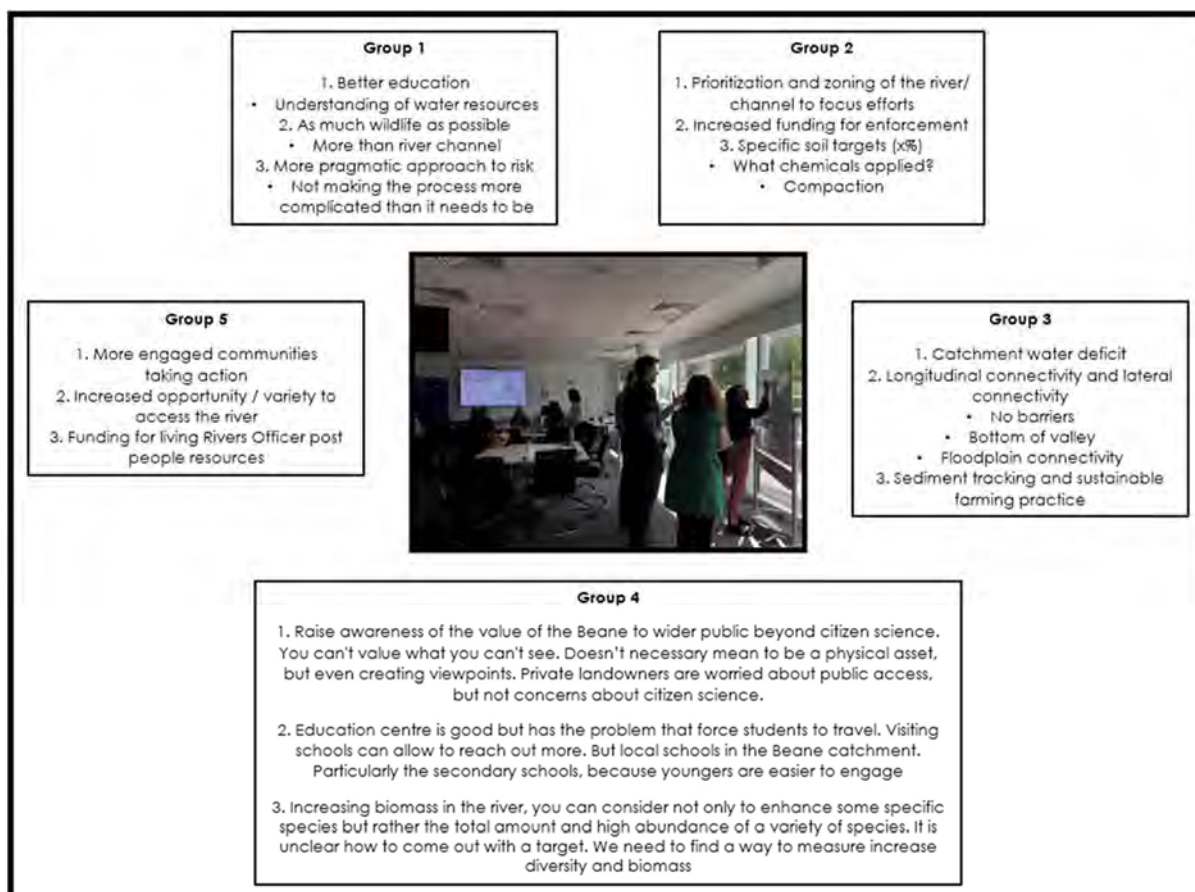 Group 1
1. Better education
• Understanding of water resources
2. As much wildlife as possible
• More than river channel
3. More pragmatic approach to risk
• Not making the process more
complicated than it needs to be
Group 2
1. Prioritization and zoning of the river/
channel to focus efforts
2. Increased funding for enforcement
3. Specific soil targets (x%)
• What chemicals applied?
• Compaction
Group 5
1. More engaged communities
taking action
2. Increased opportunity / variety to
access the river
3. Funding for living Rivers Officer post
people resources
Group 3
1. Catchment water deficit
2. Longitudinal connectivity and lateral
connectivity
• No barriers
• Bottom of valley
• Floodplain connectivity
3. Sediment tracking and sustainable
farming practice
Group 4
1. Raise awareness of the value of the Beane to wider public beyond citizen science.
You can't value what you can't see. Doesn't necessary mean to be a physical asset,
but even creating viewpoints. Private landowners are worried about public access,
but not concerns about citizen science.
2. Education centre is good but has the problem that force students to travel. Visiting
schools can allow to reach out more. But local schools in the Beane catchment.
Particularly the secondary schools, because youngers are easier to engage
3. Increasing biomass in the river, you can consider not only to enhance some specific
species but rather the total amount and high abundance of a variety of species. It is
unclear how to come out with a target. We need to find a way to measure increase
diversity and biomass